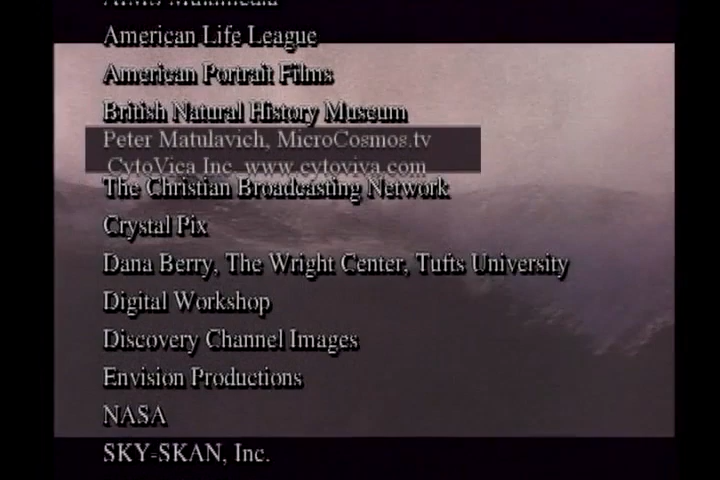 American Life League
American Portrait Films
British Natural History Museum
Peter Matulavich, MicroCosmos.tv
CytoVica Inc. www.cytoviva.com
The Christian Broadcasting Network
Crystal Pix
Dana Berry, The Wright Center, Tufts University
Digital Workshop
Discovery Channel Images
Envision Productions
NASA
SKY-SKAN, Inc.